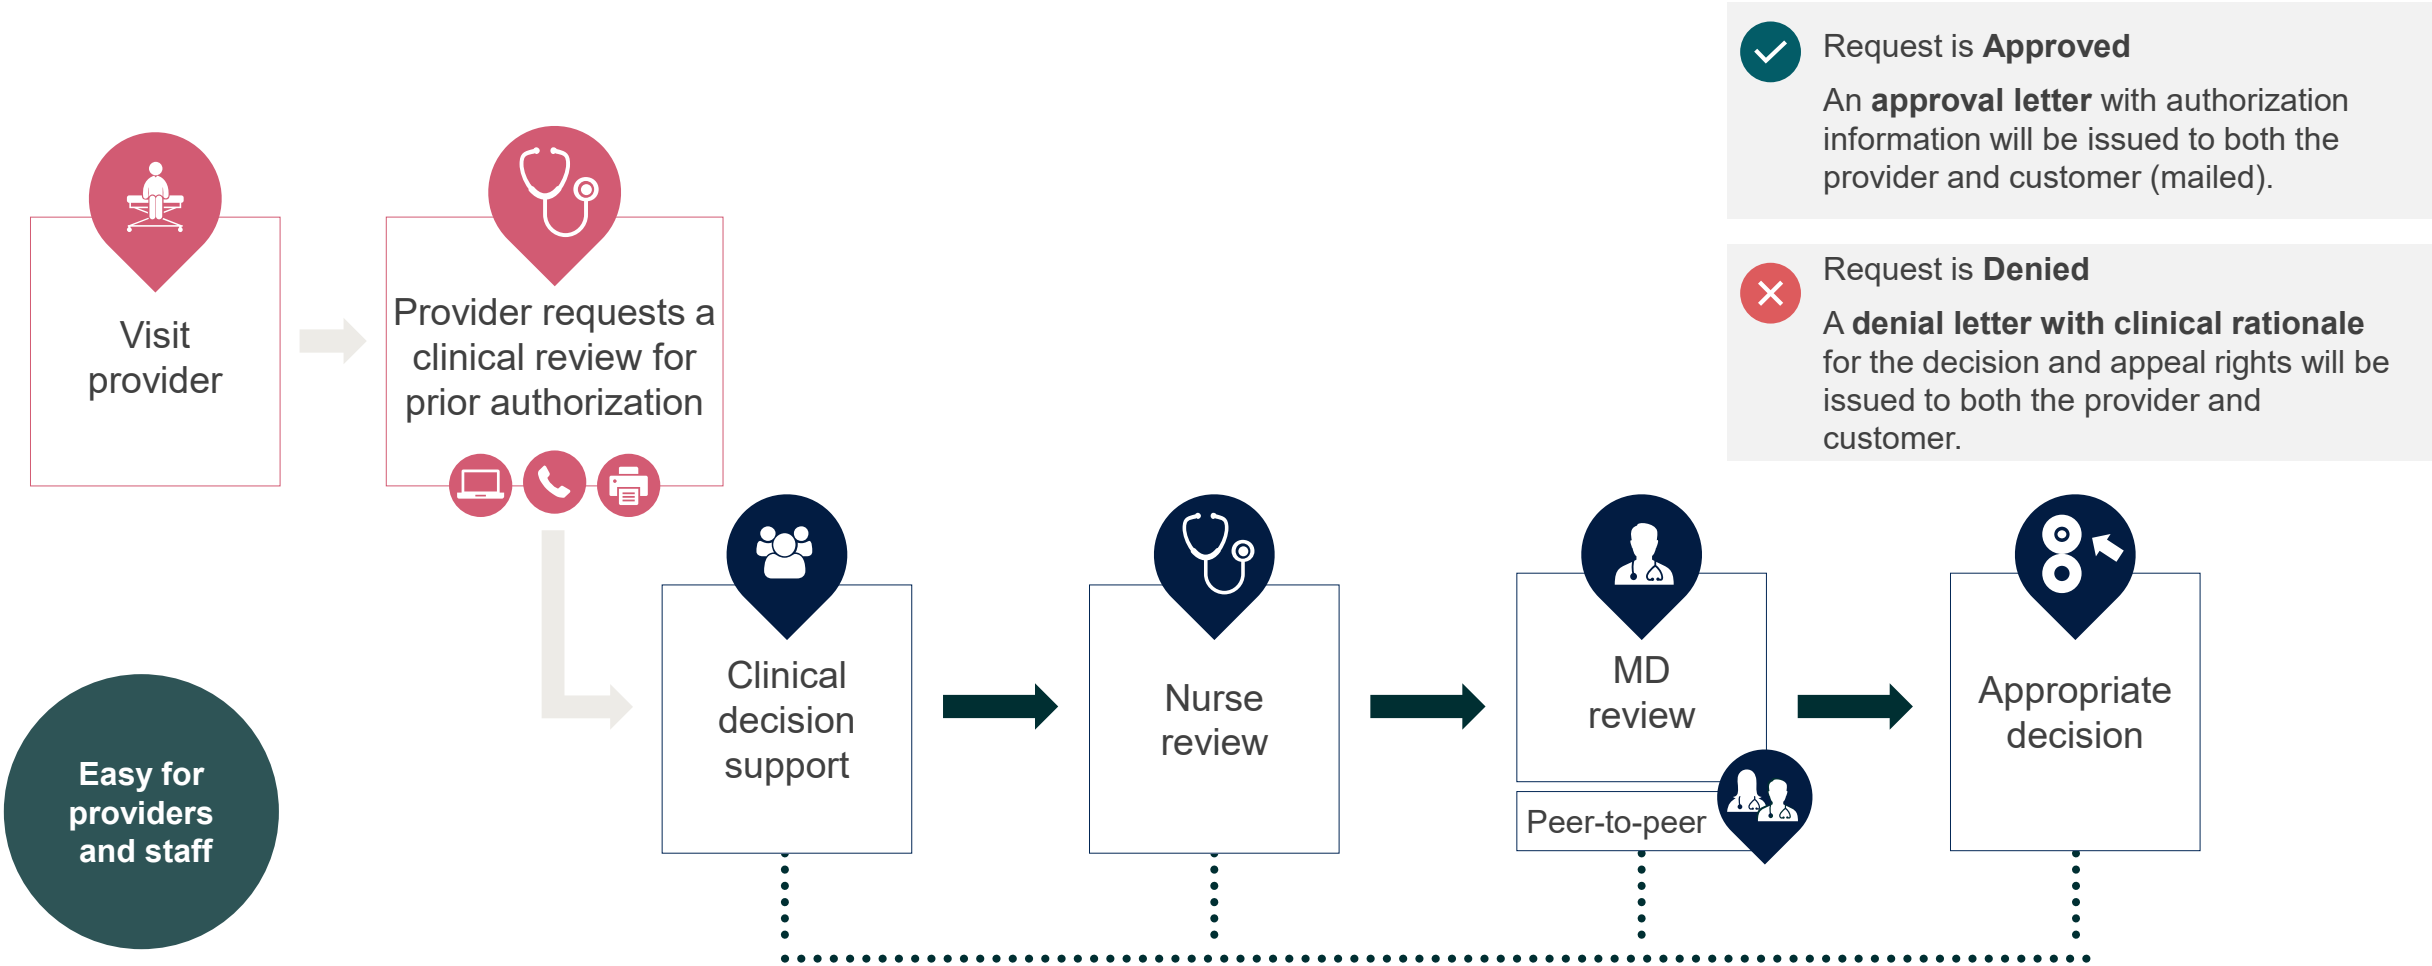 Request is Approved
An approval letter with authorization
information will be issued to both the
provider and customer (mailed).
Request is Denied
A denial letter with clinical rationale
for the decision and appeal rights will be
issued to both the provider and
customer.
Visit
provider
Provider requests a
clinical review for
prior authorization
Clinical
decision
support
Nurse
review
MD
review
Peer-to-peer
Appropriate
decision
Easy for
providers
and staff